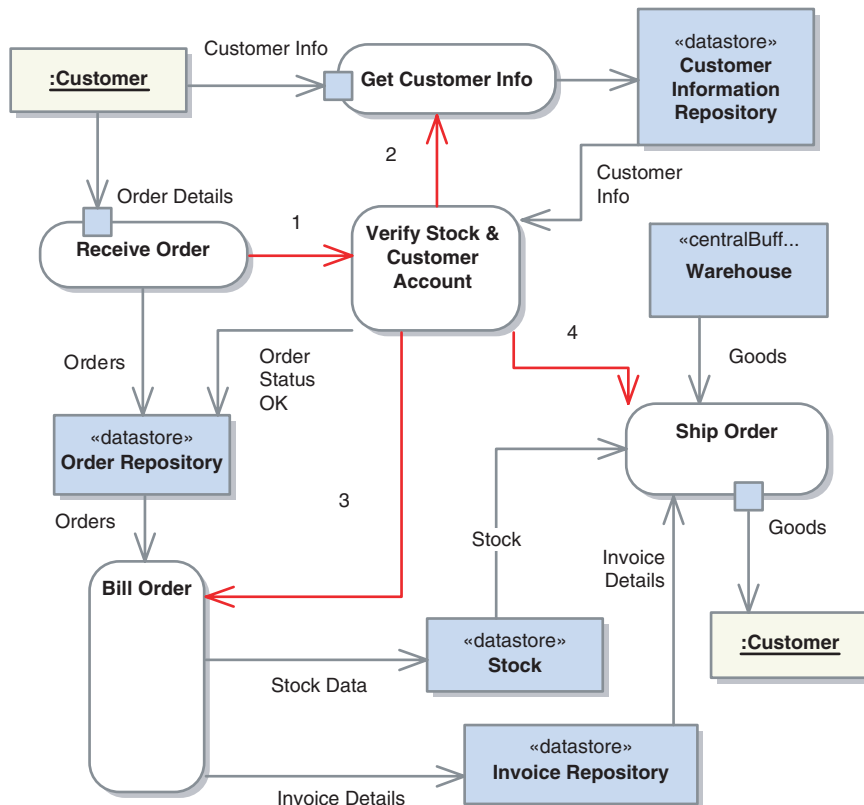 Customer Info
:Customer
Get Customer Info
«datastore»
Customer
Information
Repository
2
Order Details
1
Customer
Info
Receive Order
Verify Stock &
Customer
Account
«centralBuff...
Warehouse
4
Orders
Order
Status
OK
Goods
«datastore»
Order Repository
Ship Order
3
Orders
Stock
Invoice
Details
Goods
Bill Order
«datastore»
Stock
:Customer
Stock Data
«datastore»
Invoice Repository
Invoice Details